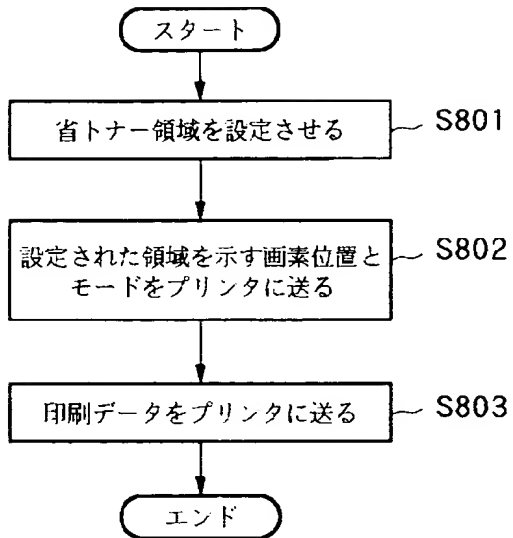 スタート
省トナー領域を設定させる
S801
設定された領域を示す画素位置と
モードをプリンタに送る
S802
印刷データをプリンタに送る
S803
エンド